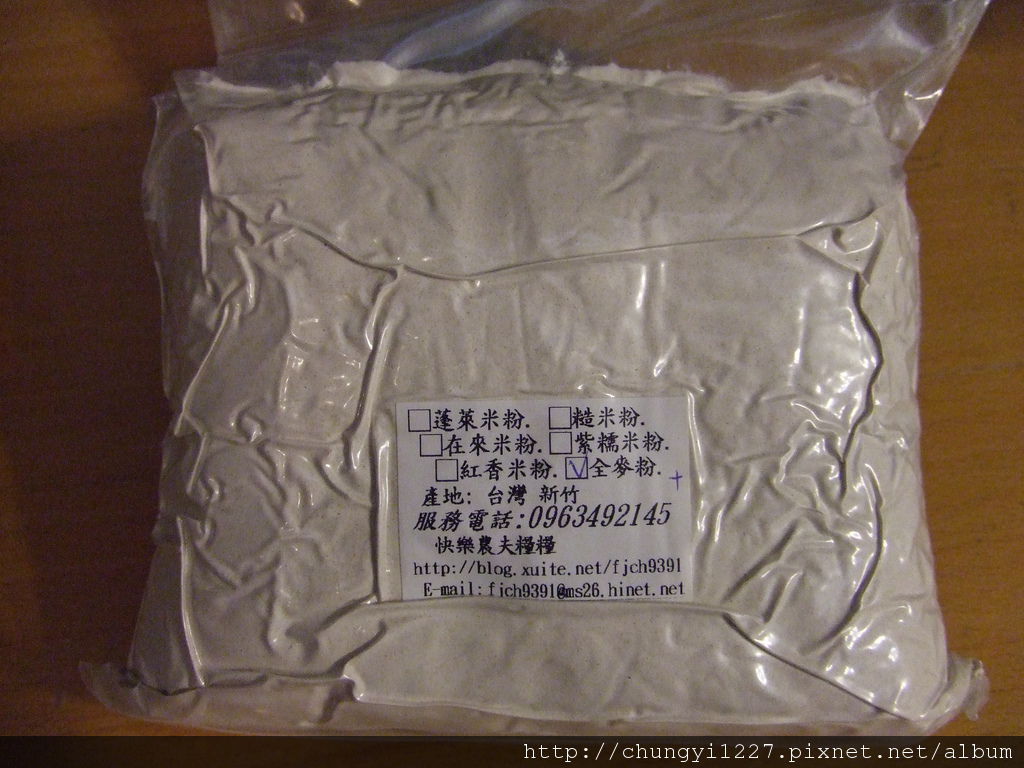 □蓬萊米粉. □糙米粉.
□在來米粉. □紫糯米粉.
□紅香米粉. ☑全麥粉. +
產地: 台灣 新竹
服務電話:0963492145
快樂農夫糧糧
http://blog.xuite.net/fjch9391
E-mail:fjch9391@ms26.hinet.net
http://chungyi1227.pixnet.net/album